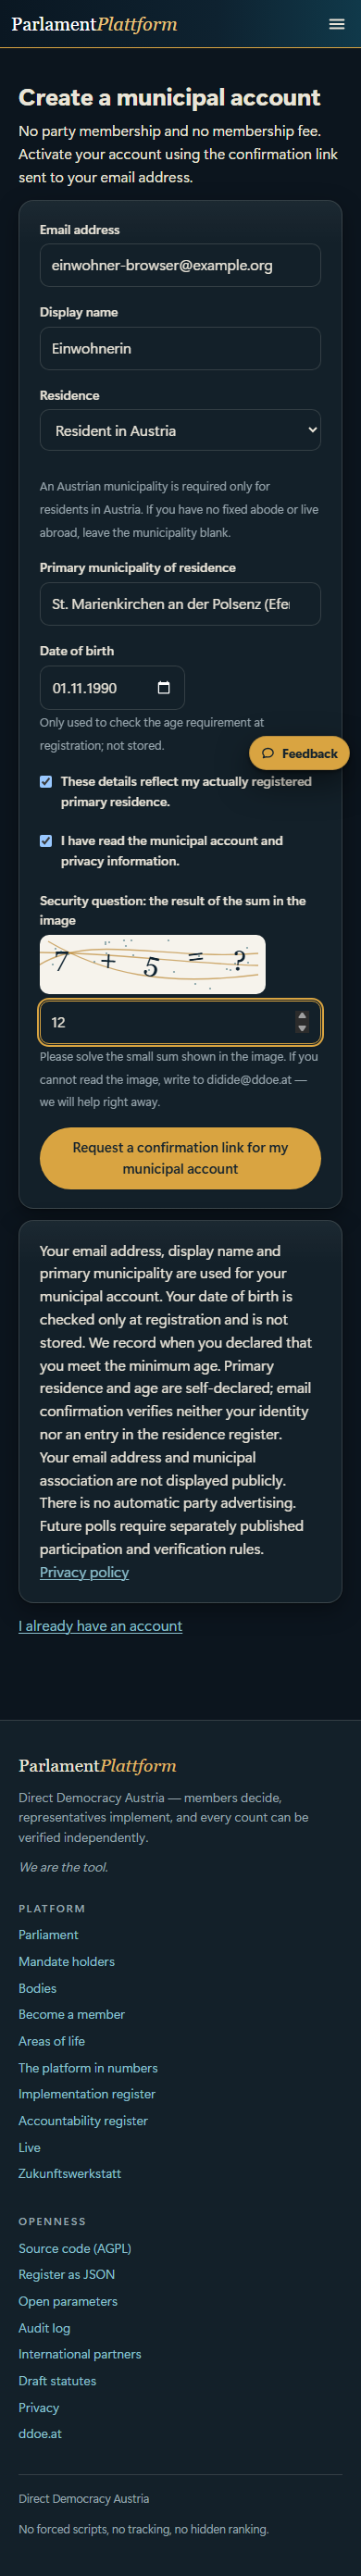 ParlamentPlattform
Create a municipal account
No party membership and no membership fee.
Activate your account using the confirmation link
sent to your email address.
Email address
einwohner-browser@example.org
Display name
Einwohnerin
Residence
Resident in Austria
An Austrian municipality is required only for
residents in Austria. If you have no fixed abode or live
abroad, leave the municipality blank.
Primary municipality of residence
St. Marienkirchen an der Polsenz (Efer
Date of birth
01.11.1990
Only used to check the age requirement at
registration; not stored.
Feedback
These details reflect my actually registered
primary residence.
I have read the municipal account and
privacy information.
Security question: the result of the sum in the
image
7 + 5 = ?
12
Please solve the small sum shown in the image. If you
cannot read the image, write to didide@ddoe.at —
we will help right away.
Request a confirmation link for my
municipal account
Your email address, display name and
primary municipality are used for your
municipal account. Your date of birth is
checked only at registration and is not
stored. We record when you declared that
you meet the minimum age. Primary
residence and age are self-declared; email
confirmation verifies neither your identity
nor an entry in the residence register.
Your email address and municipal
association are not displayed publicly.
There is no automatic party advertising.
Future polls require separately published
participation and verification rules.
Privacy policy
I already have an account
ParlamentPlattform
Direct Democracy Austria — members decide,
representatives implement, and every count can be
verified independently.
We are the tool.
PLATFORM
Parliament
Mandate holders
Bodies
Become a member
Areas of life
The platform in numbers
Implementation register
Accountability register
Live
Zukunftswerkstatt
OPENNESS
Source code (AGPL)
Register as JSON
Open parameters
Audit log
International partners
Draft statutes
Privacy
ddoe.at
Direct Democracy Austria
No forced scripts, no tracking, no hidden ranking.